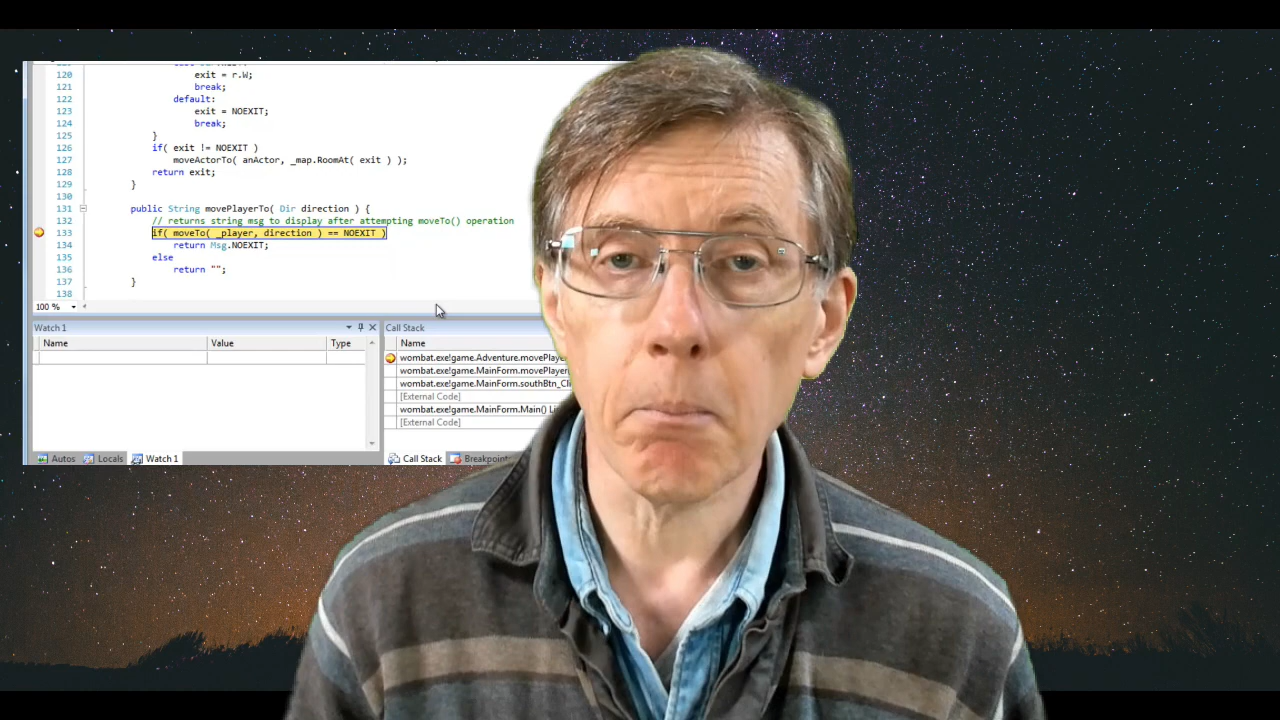 120 exit = r.W;
121 break;
122 default:
123 exit = NOEXIT;
124 break;
125 }
126 if( exit != NOEXIT )
127 moveActorTo( anActor, _map.RoomAt( exit ) );
128 return exit;
129 }
130
131 public String movePlayerTo( Dir direction ) {
132 // returns string msg to display after attempting moveTo() operation
133 if( moveTo( _player, direction ) == NOEXIT )
134 return Msg.NOEXIT;
135 else
136 return "";
137 }
138
100 %
Watch 1
Name Value Type
Autos Locals Watch 1
Call Stack
Name
wombat.exe!game.Adventure.movePlaye
wombat.exe!game.MainForm.movePlayer
wombat.exe!game.MainForm.southBtn_Cli
[External Code]
wombat.exe!game.MainForm.Main() Li
[External Code]
Call Stack Breakpoints